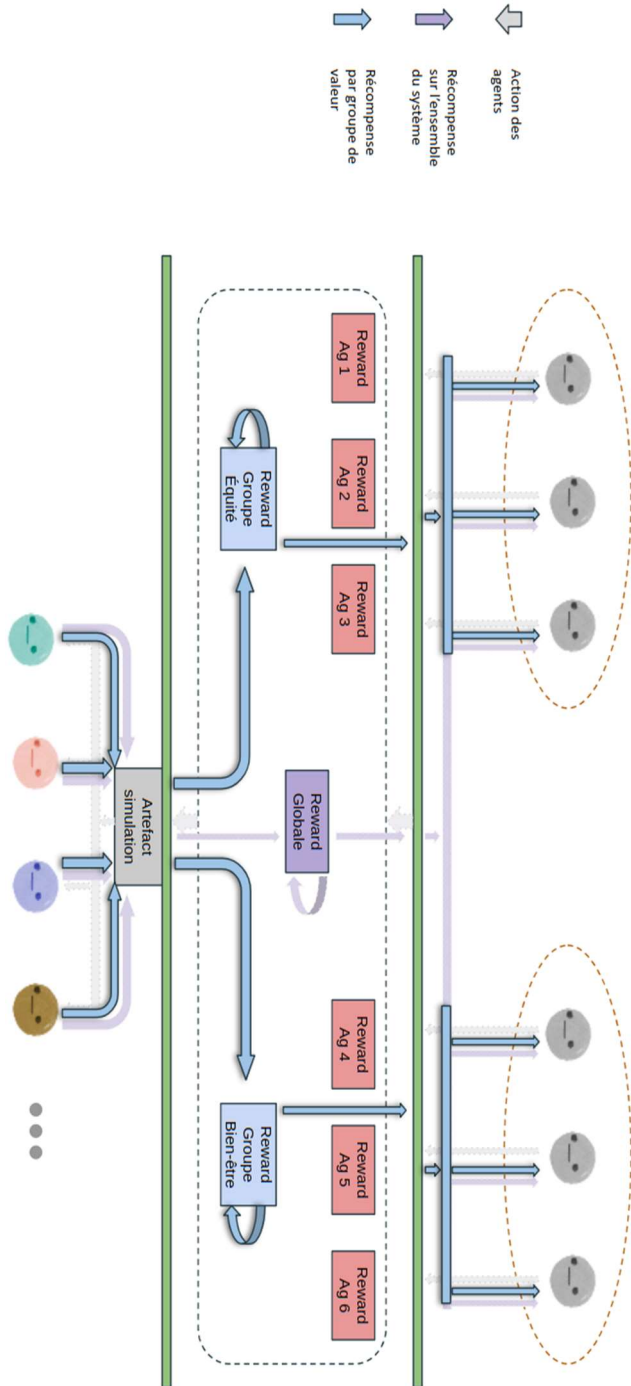 Action des
agents
Récompense
sur l'ensemble
du système
Récompense
par groupe de
valeur
Reward
Ag 1
Reward
Ag 2
Reward
Ag 3
Reward
Ag 4
Reward
Ag 5
Reward
Ag 6
Reward
Globale
Reward
Groupe
Équité
Reward
Groupe
Bien-être
Artefact
simulation